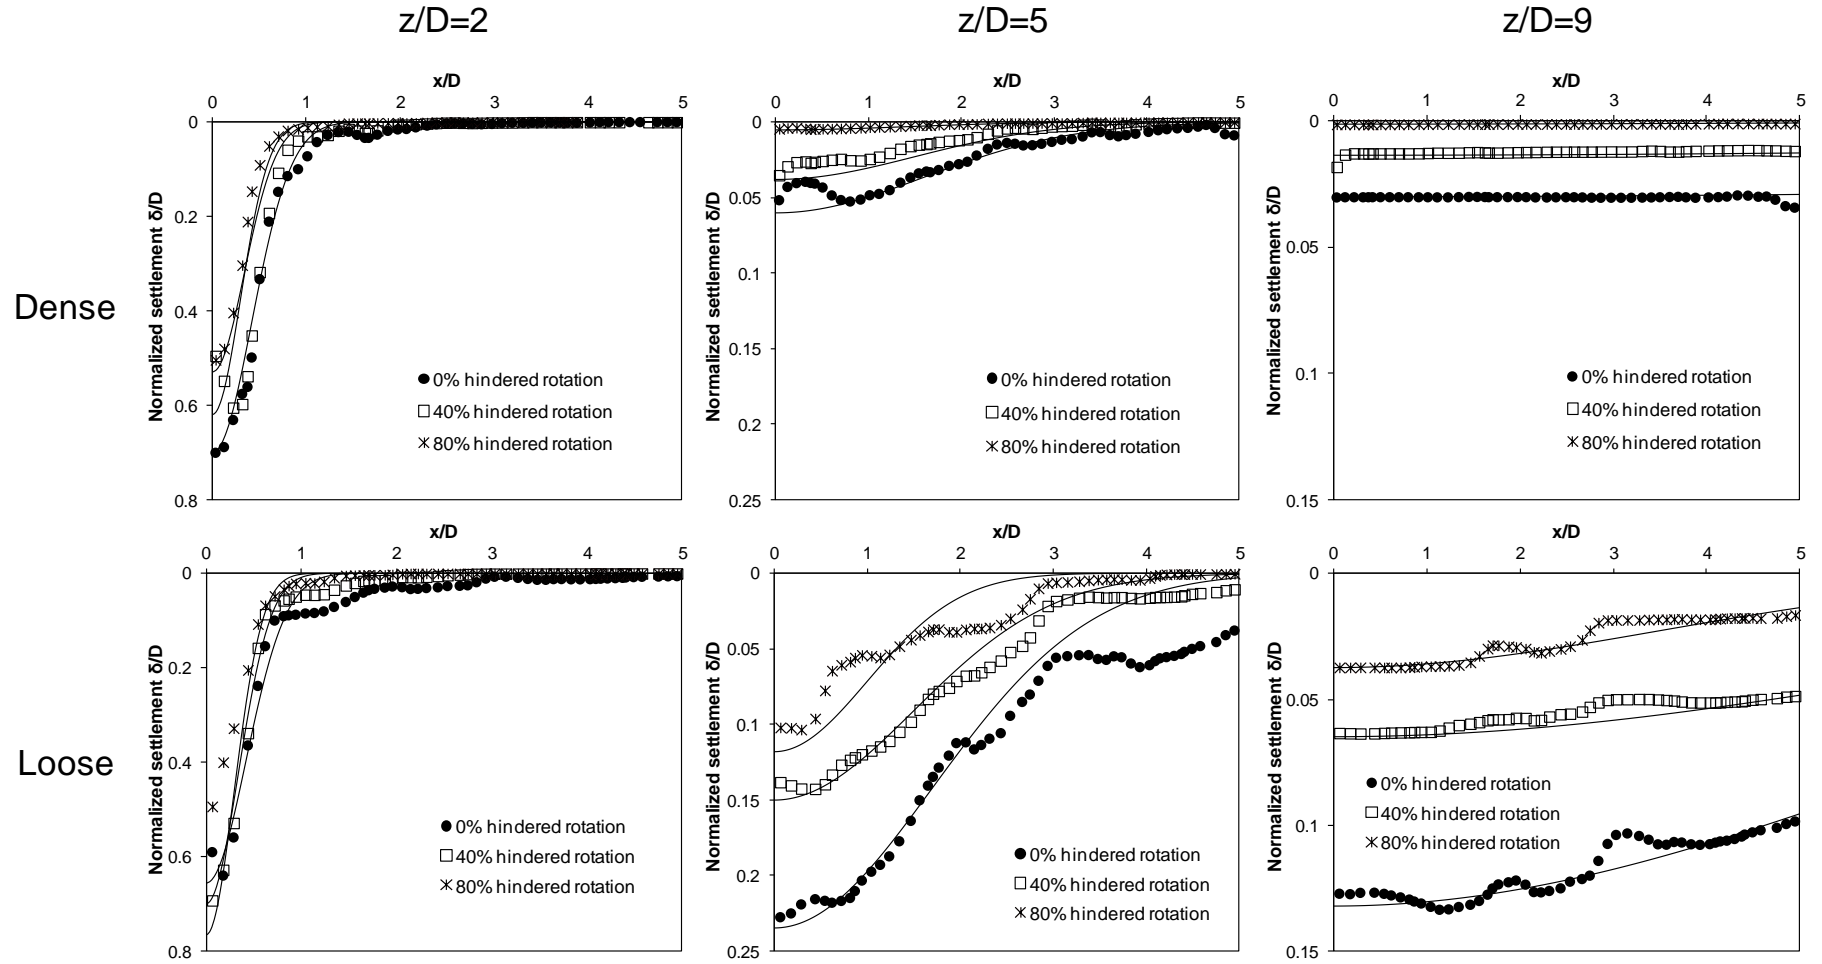 z/D=2
z/D=5
z/D=9
Dense
x/D
0 1 2 3 4 5
Normalized settlement δ/D
0
0.2
0.4
0.6
0.8
0% hindered rotation
40% hindered rotation
80% hindered rotation
x/D
0 1 2 3 4 5
Normalized settlement δ/D
0
0.05
0.1
0.15
0.2
0.25
0% hindered rotation
40% hindered rotation
80% hindered rotation
x/D
0 1 2 3 4 5
Normalized settlement δ/D
0
0.05
0.1
0.15
0% hindered rotation
40% hindered rotation
80% hindered rotation
Loose
x/D
0 1 2 3 4 5
Normalized settlement δ/D
0
0.2
0.4
0.6
0.8
0% hindered rotation
40% hindered rotation
80% hindered rotation
x/D
0 1 2 3 4 5
Normalized settlement δ/D
0
0.05
0.1
0.15
0.2
0.25
0% hindered rotation
40% hindered rotation
80% hindered rotation
x/D
0 1 2 3 4 5
Normalized settlement δ/D
0
0.05
0.1
0.15
0% hindered rotation
40% hindered rotation
80% hindered rotation